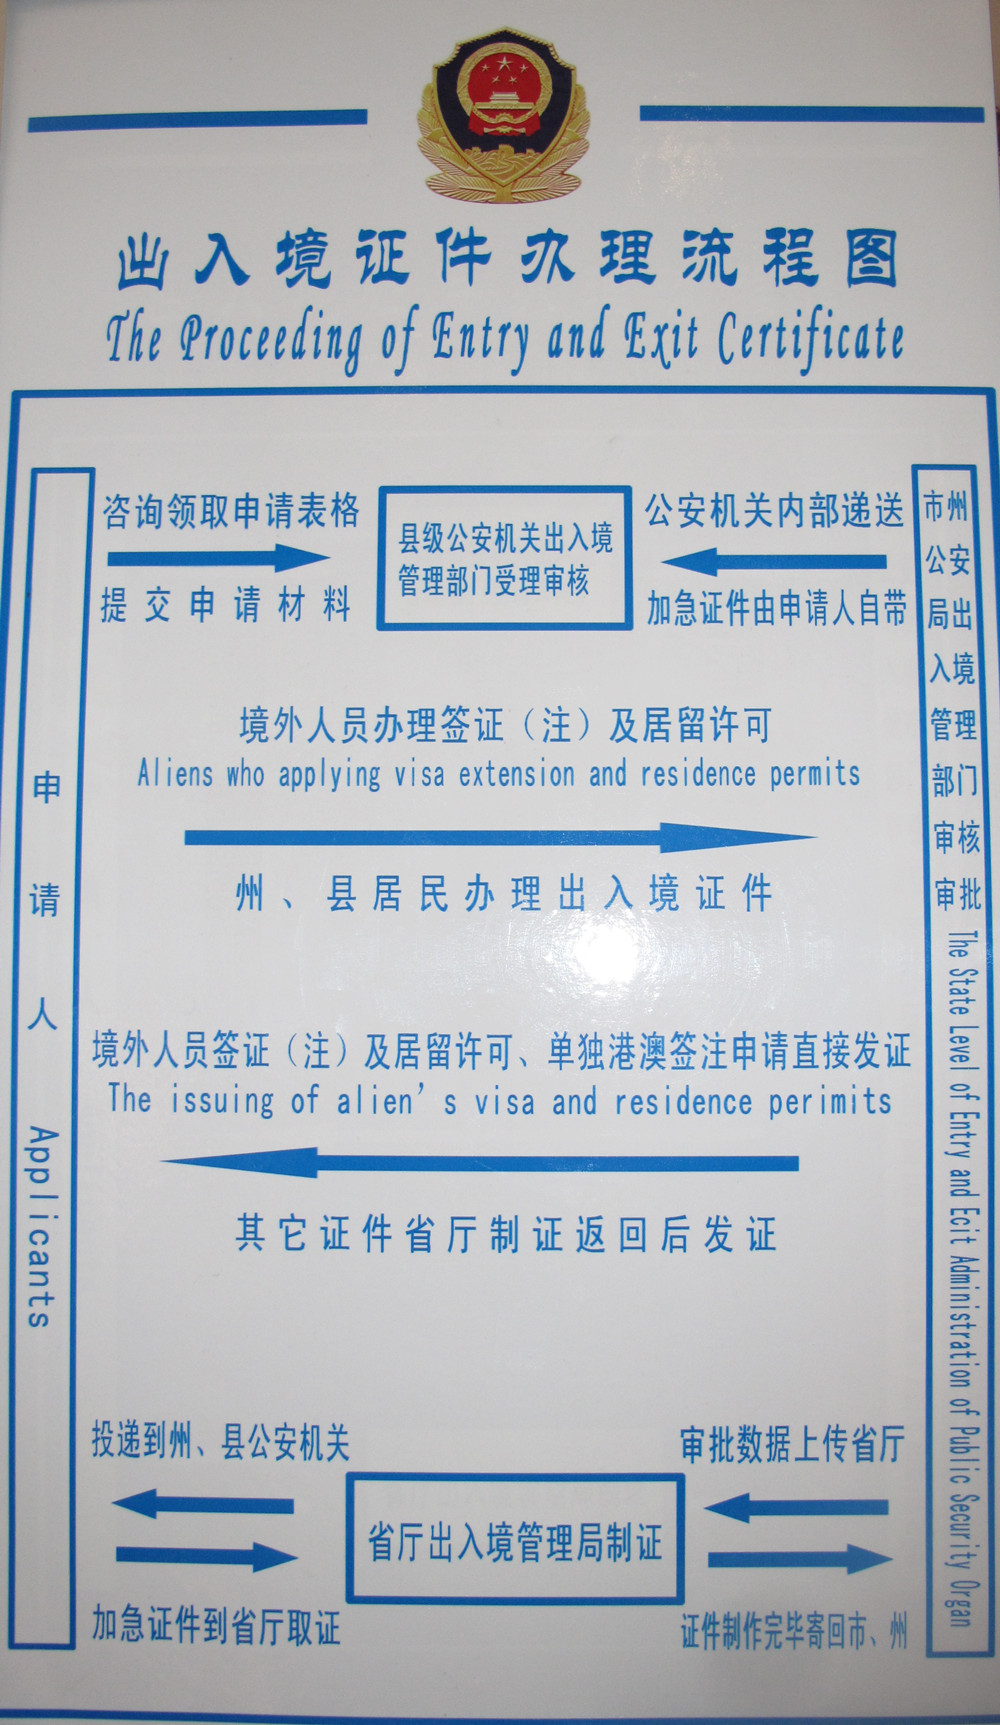 出入境证件办理流程图
The Proceeding of Entry and Exit Certificate
申请人 Applicants
咨询领取申请表格
提交申请材料
县级公安机关出入境
管理部门受理审核
公安机关内部递送
加急证件由申请人自带
市州
公安
局出
入境
管理
部门
审核
审批
The State Level of Entry and Ecit Administration of Public Security Organ
境外人员办理签证（注）及居留许可
Aliens who applying visa extension and residence permits
州、县居民办理出入境证件
境外人员签证（注）及居留许可、单独港澳签注申请直接发证
The issuing of alien's visa and residence perimits
其它证件省厅制证返回后发证
投递到州、县公安机关
加急证件到省厅取证
省厅出入境管理局制证
审批数据上传省厅
证件制作完毕寄回市、州